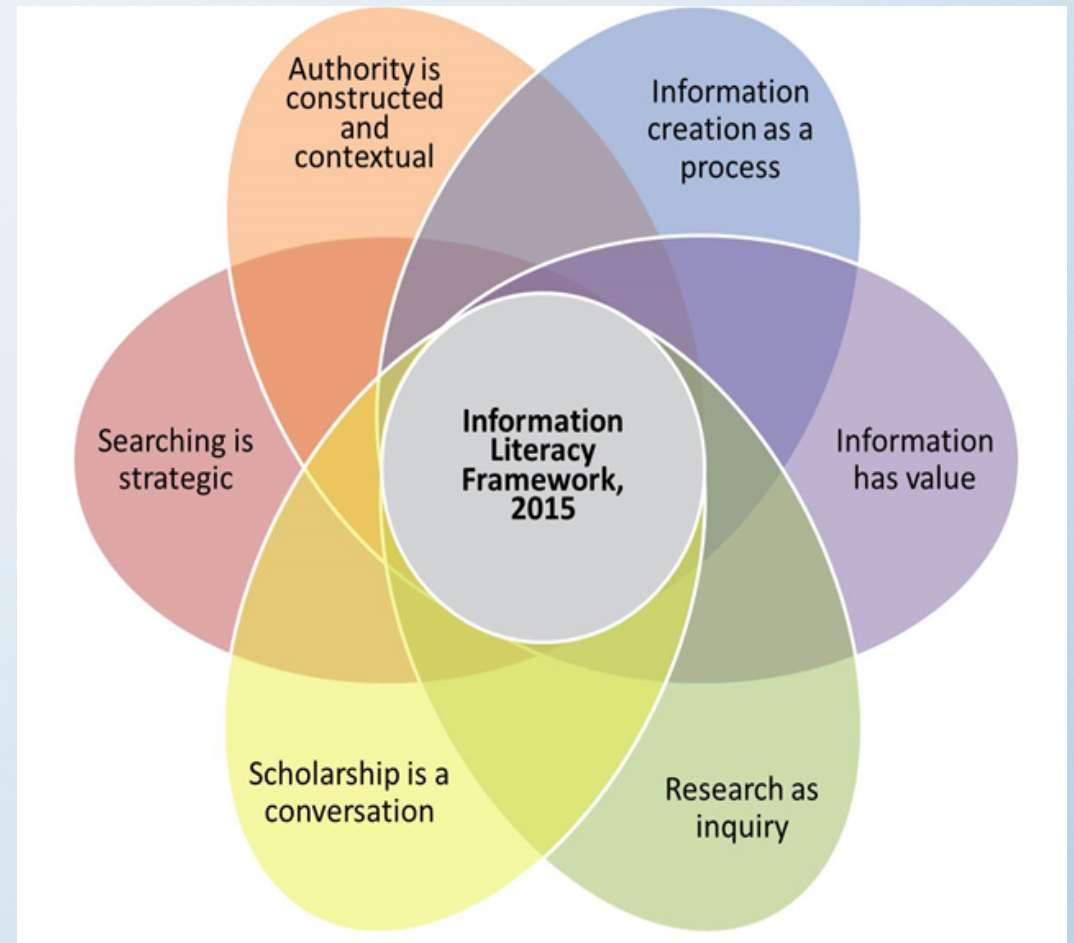 Authority is
constructed
and
contextual
Information
creation as a
process
Searching is
strategic
Information
Literacy
Framework,
2015
Information
has value
Scholarship is a
conversation
Research as
inquiry